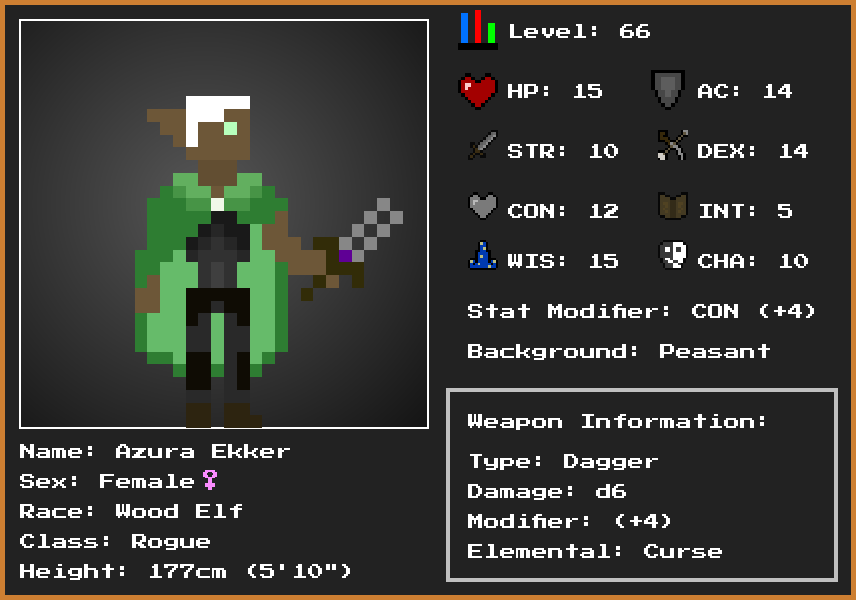 Level: 66
HP: 15
AC: 14
STR: 10
DEX: 14
CON: 12
INT: 5
WIS: 15
CHA: 10
Stat Modifier: CON (+4)
Background: Peasant
Weapon Information:
Type: Dagger
Damage: d6
Modifier: (+4)
Elemental: Curse
Name: Azura Ekker
Sex: Female♀
Race: Wood Elf
Class: Rogue
Height: 177cm (5'10")